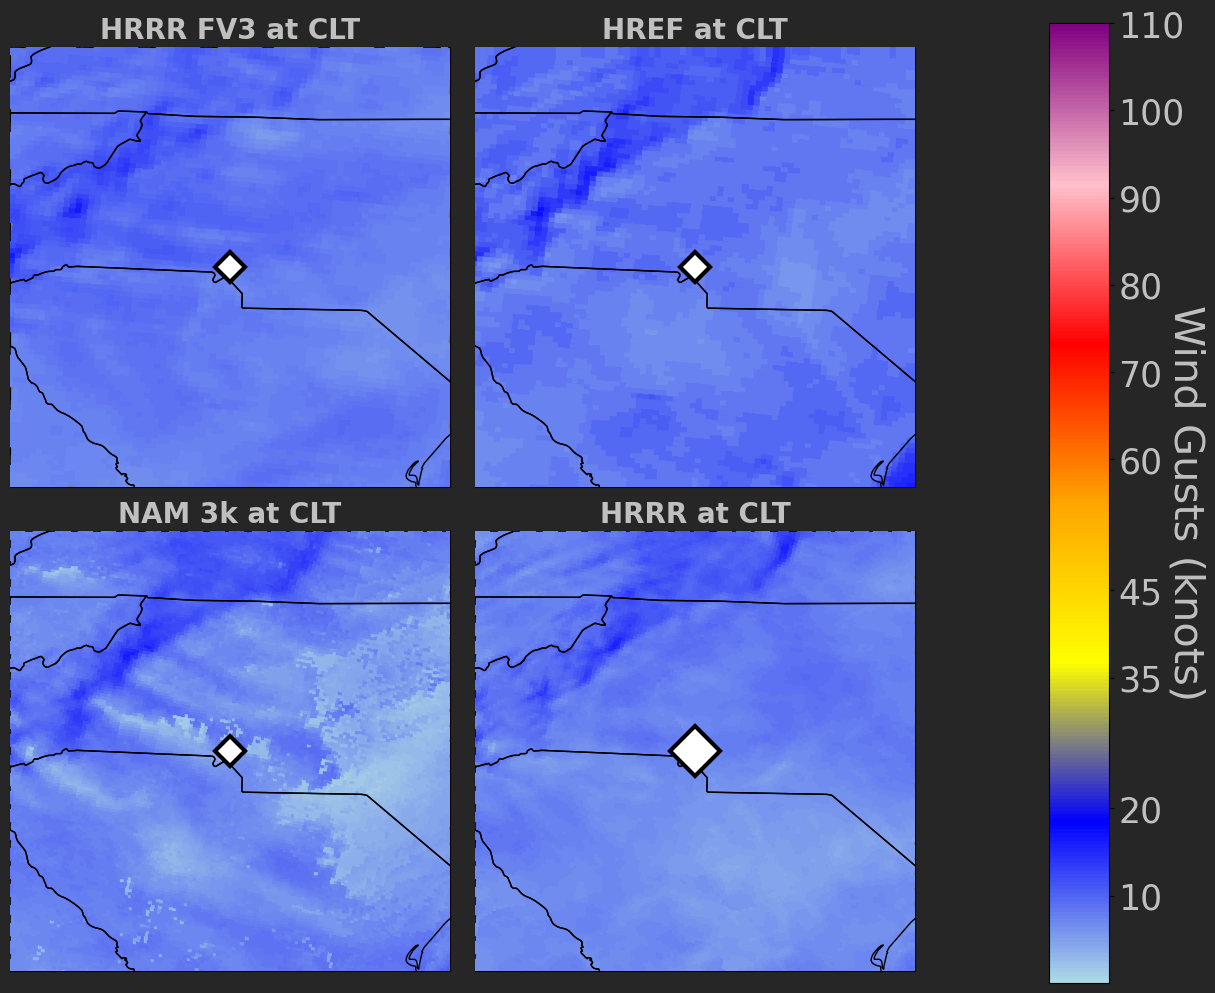 HRRR FV3 at CLT
HREF at CLT
NAM 3k at CLT
HRRR at CLT
110
100
90
80
70
60
45
35
20
10
Wind Gusts (knots)